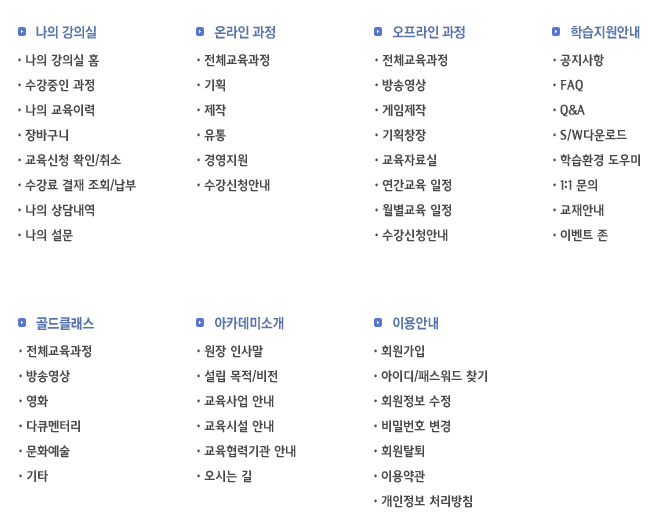 나의 강의실
· 나의 강의실 홈
· 수강중인 과정
· 나의 교육이력
· 장바구니
· 교육신청 확인/취소
· 수강료 결재 조회/납부
· 나의 상담내역
· 나의 설문
온라인 과정
· 전체교육과정
· 기획
· 제작
· 유통
· 경영지원
· 수강신청안내
오프라인 과정
· 전체교육과정
· 방송영상
· 게임제작
· 기획창장
· 교육자료실
· 연간교육 일정
· 월별교육 일정
· 수강신청안내
학습지원안내
· 공지사항
· FAQ
· Q&A
· S/W다운로드
· 학습환경 도우미
· 1:1 문의
· 교재안내
· 이벤트 존
골드클래스
· 전체교육과정
· 방송영상
· 영화
· 다큐멘터리
· 문화예술
· 기타
아카데미소개
· 원장 인사말
· 설립 목적/비전
· 교육사업 안내
· 교육시설 안내
· 교육협력기관 안내
· 오시는 길
이용안내
· 회원가입
· 아이디/패스워드 찾기
· 회원정보 수정
· 비밀번호 변경
· 회원탈퇴
· 이용약관
· 개인정보 처리방침